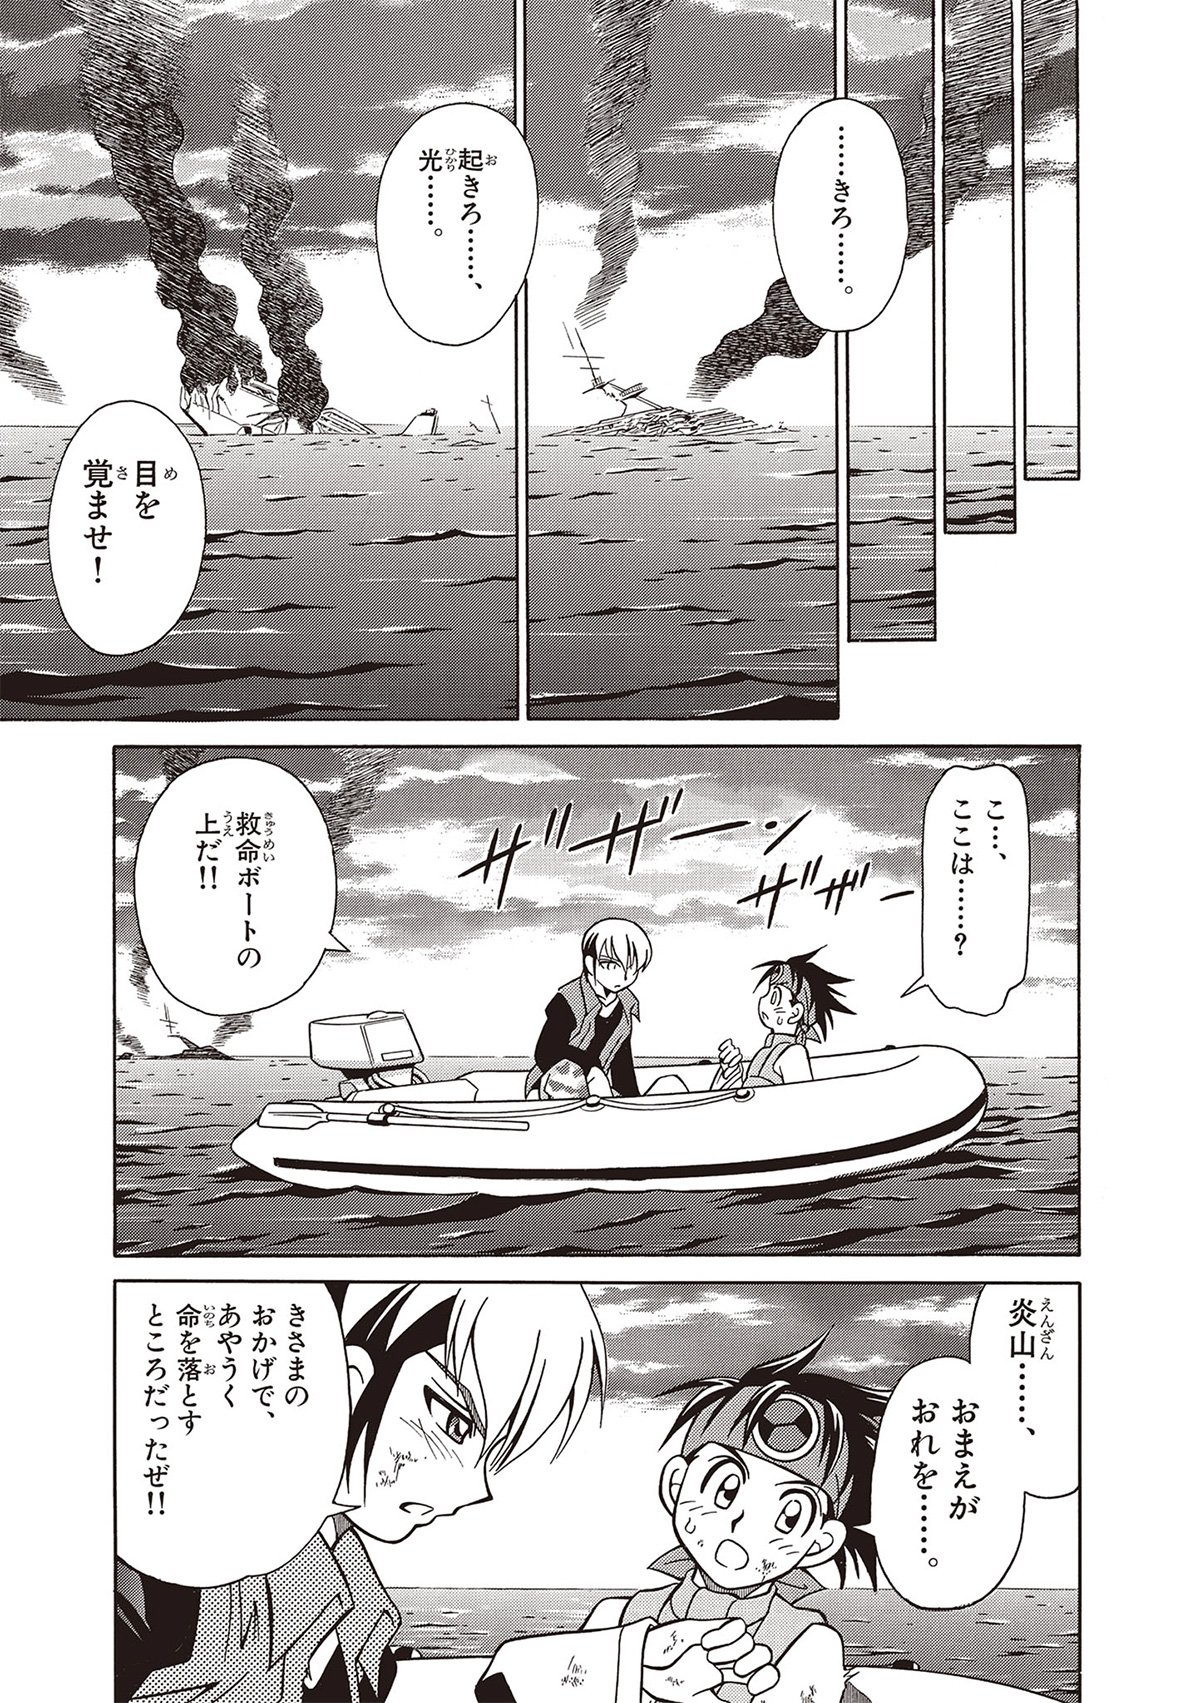 ……きろ……。
起きろ……、
光……。
目を
覚ませ！
こ…、
ここは……？
ザザーン
ザザー
救命ボートの
上だ!!
炎山……、
おまえが
おれを……。
きさまの
おかげで、
あやうく
命を落とす
ところだったぜ!!